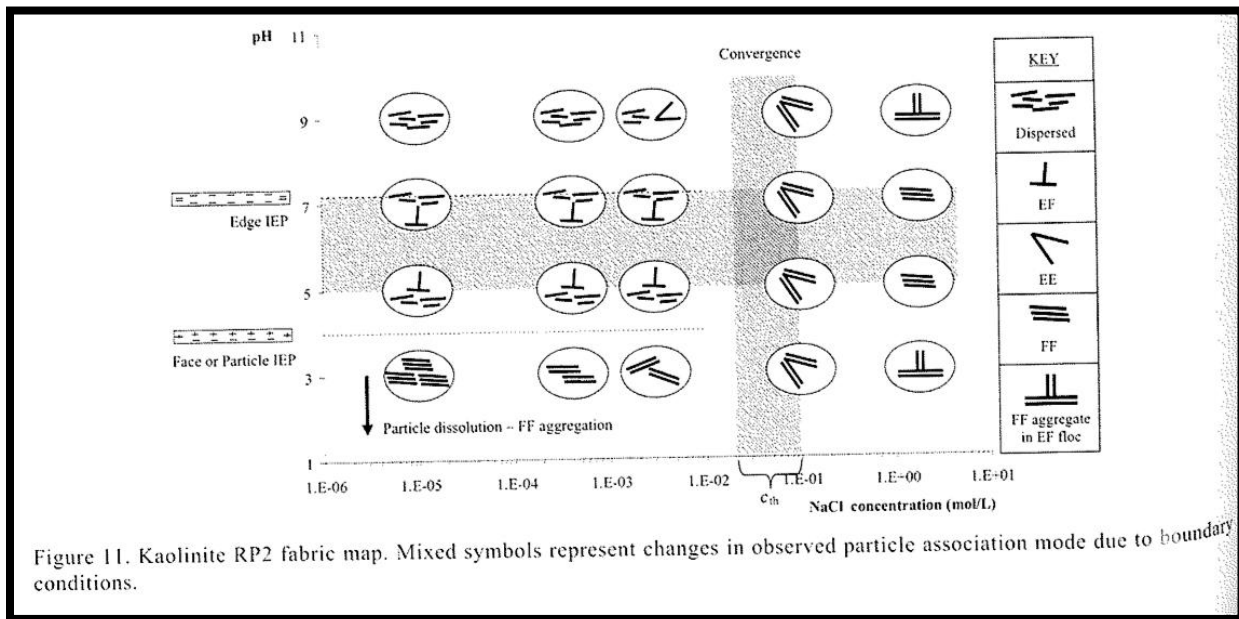 pH 11
Convergence
KEY
Dispersed
9
EF
7
Edge IEP
EE
5
Face or Particle IEP
FF
3
Particle dissolution – FF aggregation
FF aggregate
in EF floc
1
1.E-06 1.E-05 1.E-04 1.E-03 1.E-02 1.E-01 1.E+00 1.E+01
cth
NaCl concentration (mol/L)
Figure 11. Kaolinite RP2 fabric map. Mixed symbols represent changes in observed particle association mode due to boundary
conditions.